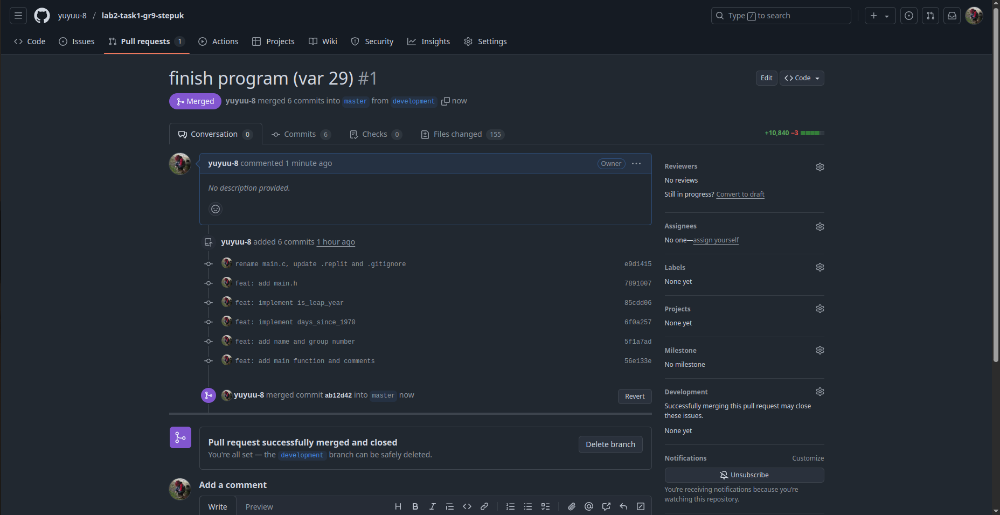 yuyuu-8 / lab2-task1-gr9-stepuk
Type / to search
Code Issues Pull requests 1 Actions Projects Wiki Security Insights Settings
finish program (var 29) #1
Edit Code
Merged yuyuu-8 merged 6 commits into master from development now
Conversation 0 Commits 6 Checks 0 Files changed 155
+10,840 −3
yuyuu-8 commented 1 minute ago
Owner
No description provided.
yuyuu-8 added 6 commits 1 hour ago
rename main.c, update .replit and .gitignore e9d1415
feat: add main.h 7891007
feat: implement is_leap_year 85cdd06
feat: implement days_since_1970 6f0a257
feat: add name and group number 5f1a7ad
feat: add main function and comments 56e133e
yuyuu-8 merged commit ab12d42 into master now
Revert
Pull request successfully merged and closed
You're all set — the development branch can be safely deleted.
Delete branch
Add a comment
Write Preview
H B I
Reviewers
No reviews
Still in progress? Convert to draft
Assignees
No one—assign yourself
Labels
None yet
Projects
None yet
Milestone
No milestone
Development
Successfully merging this pull request may close
these issues.
None yet
Notifications Customize
Unsubscribe
You're receiving notifications because you're
watching this repository.